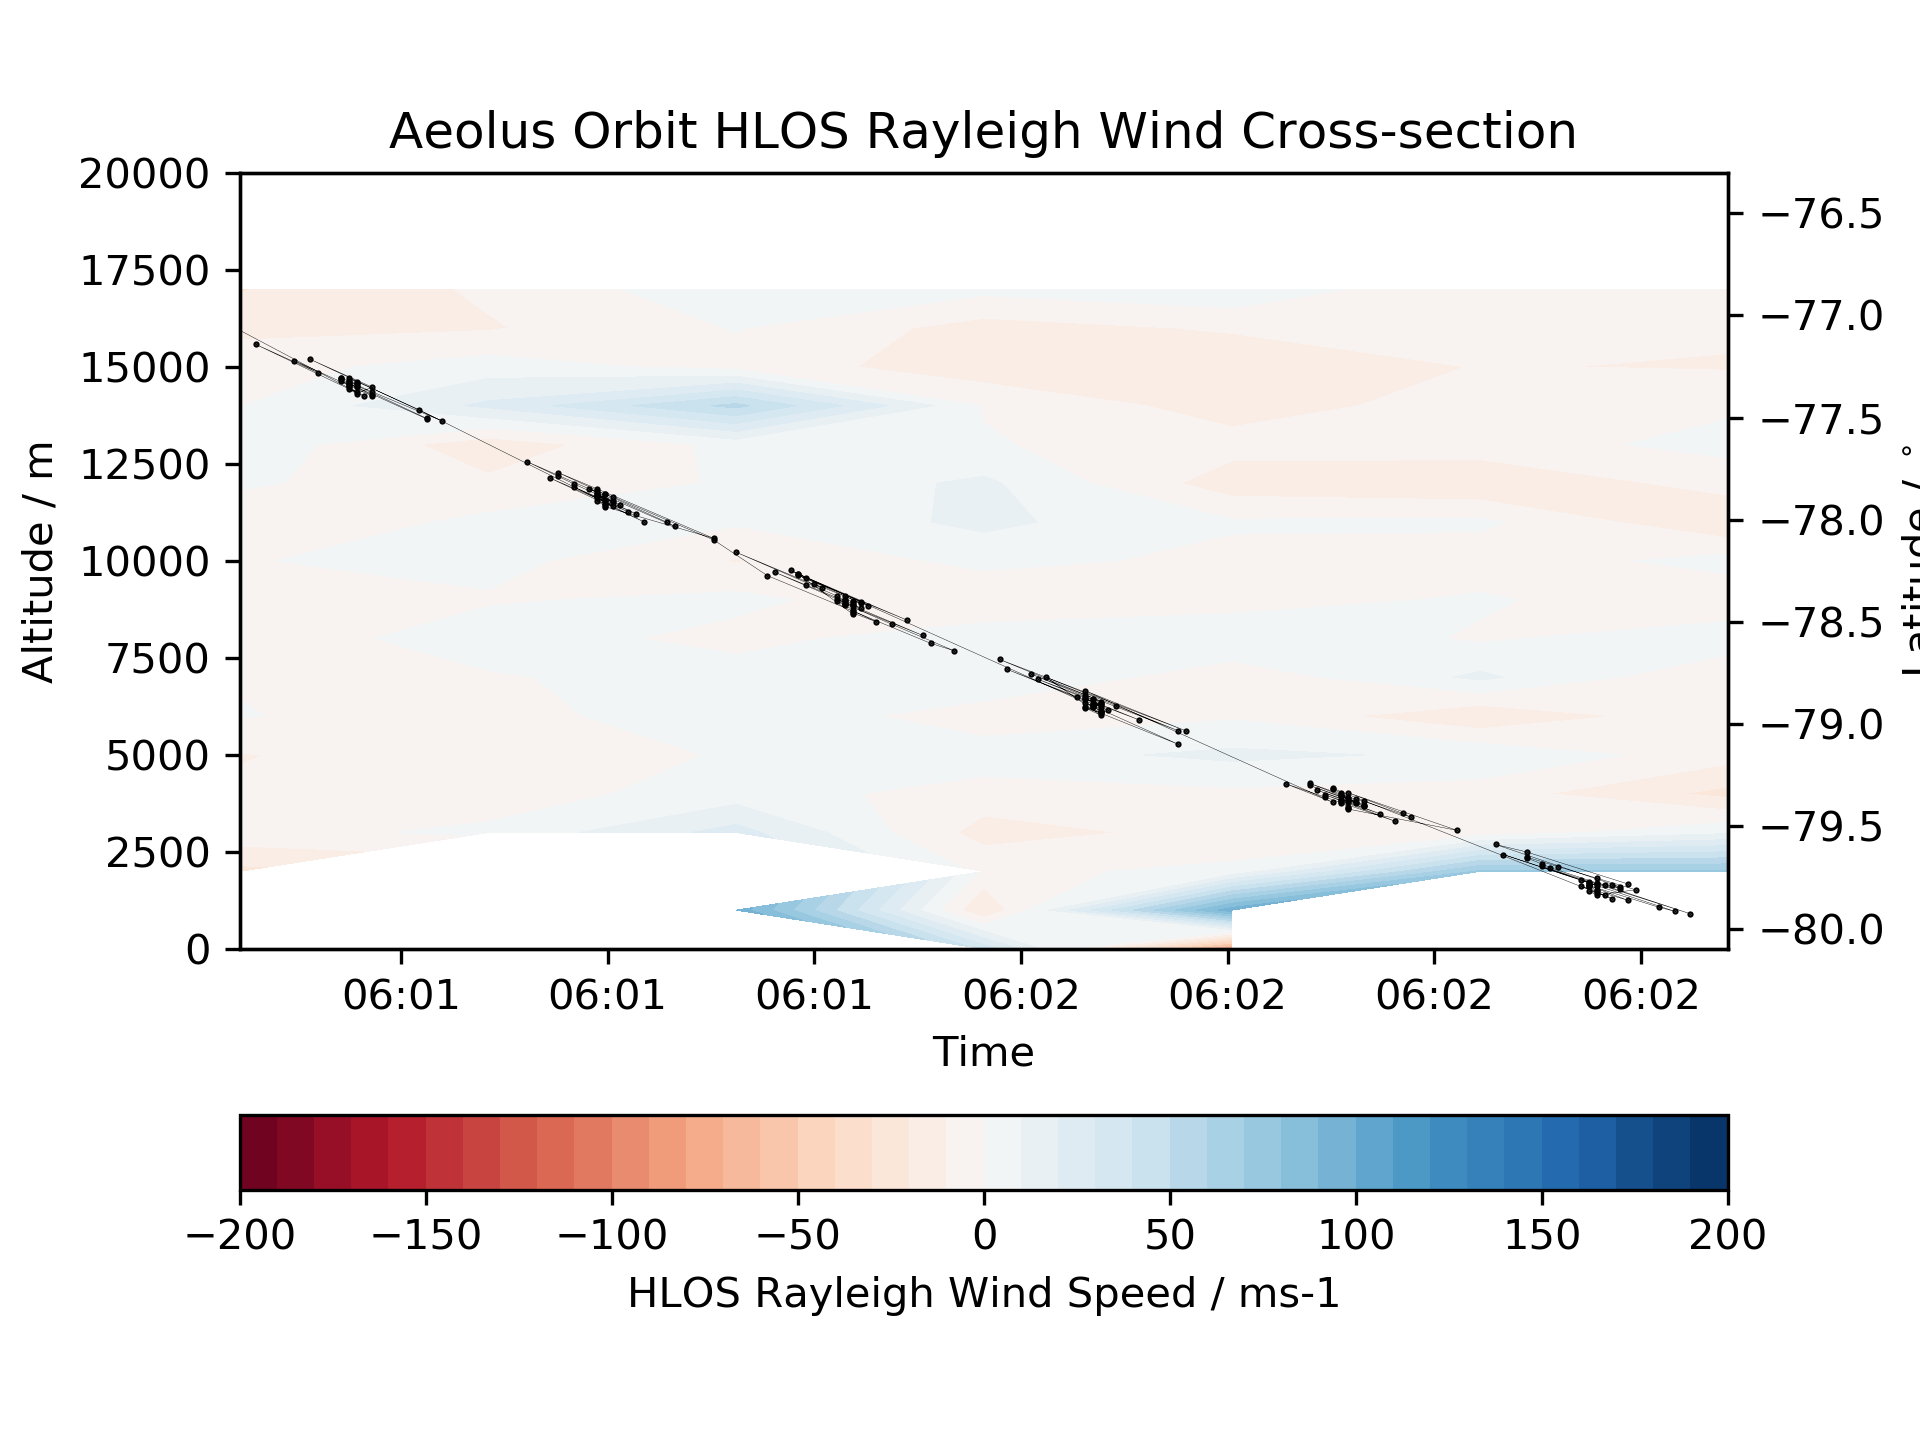 Aeolus Orbit HLOS Rayleigh Wind Cross-section
20000
17500
15000
12500
10000
7500
5000
2500
0
Altitude / m
−76.5
−77.0
−77.5
−78.0
−78.5
−79.0
−79.5
−80.0
Latitude / °
06:01 06:01 06:01 06:02 06:02 06:02 06:02
Time
−200 −150 −100 −50 0 50 100 150 200
HLOS Rayleigh Wind Speed / ms-1